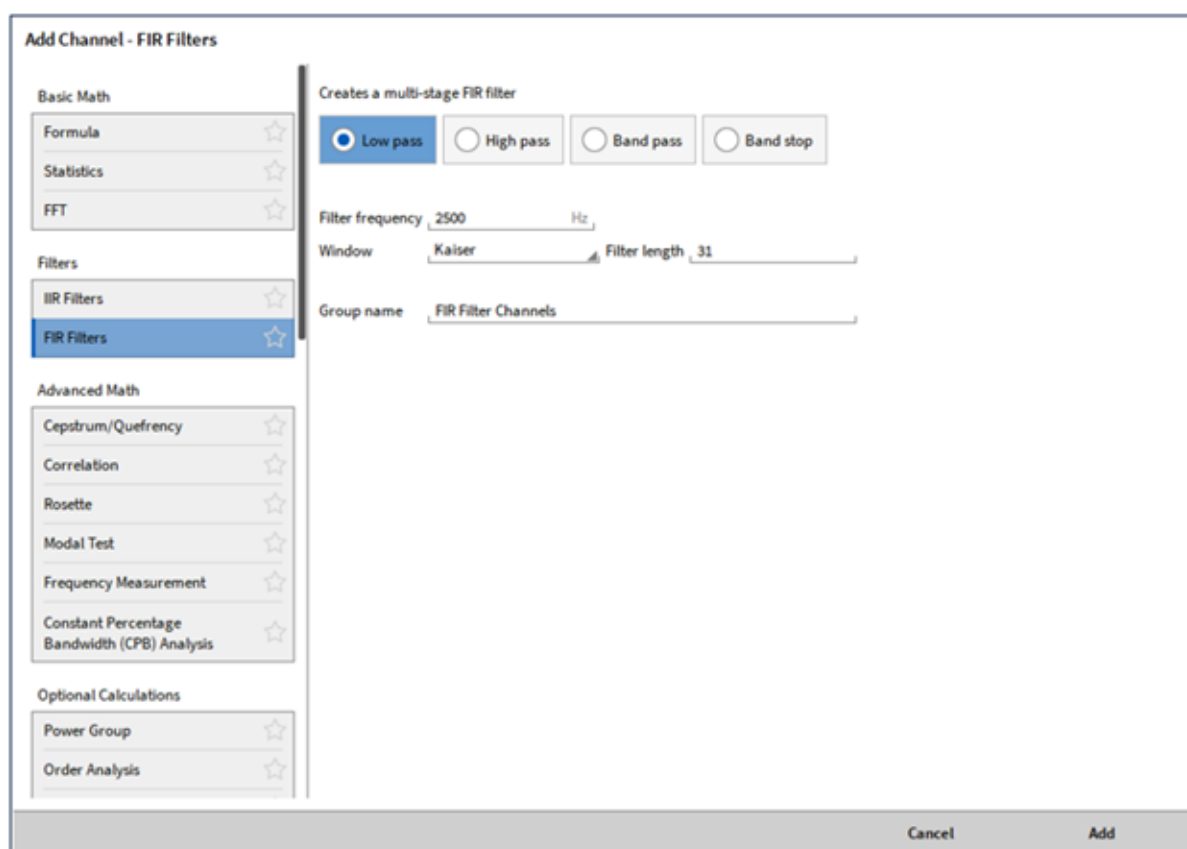 Add Channel - FIR Filters
Basic Math
Formula
Statistics
FFT
Filters
IIR Filters
FIR Filters
Advanced Math
Cepstrum/Quefrency
Correlation
Rosette
Modal Test
Frequency Measurement
Constant Percentage
Bandwidth (CPB) Analysis
Optional Calculations
Power Group
Order Analysis
Creates a multi-stage FIR filter
Low pass High pass Band pass Band stop
Filter frequency 2500 Hz
Window Kaiser Filter length 31
Group name FIR Filter Channels
Cancel Add